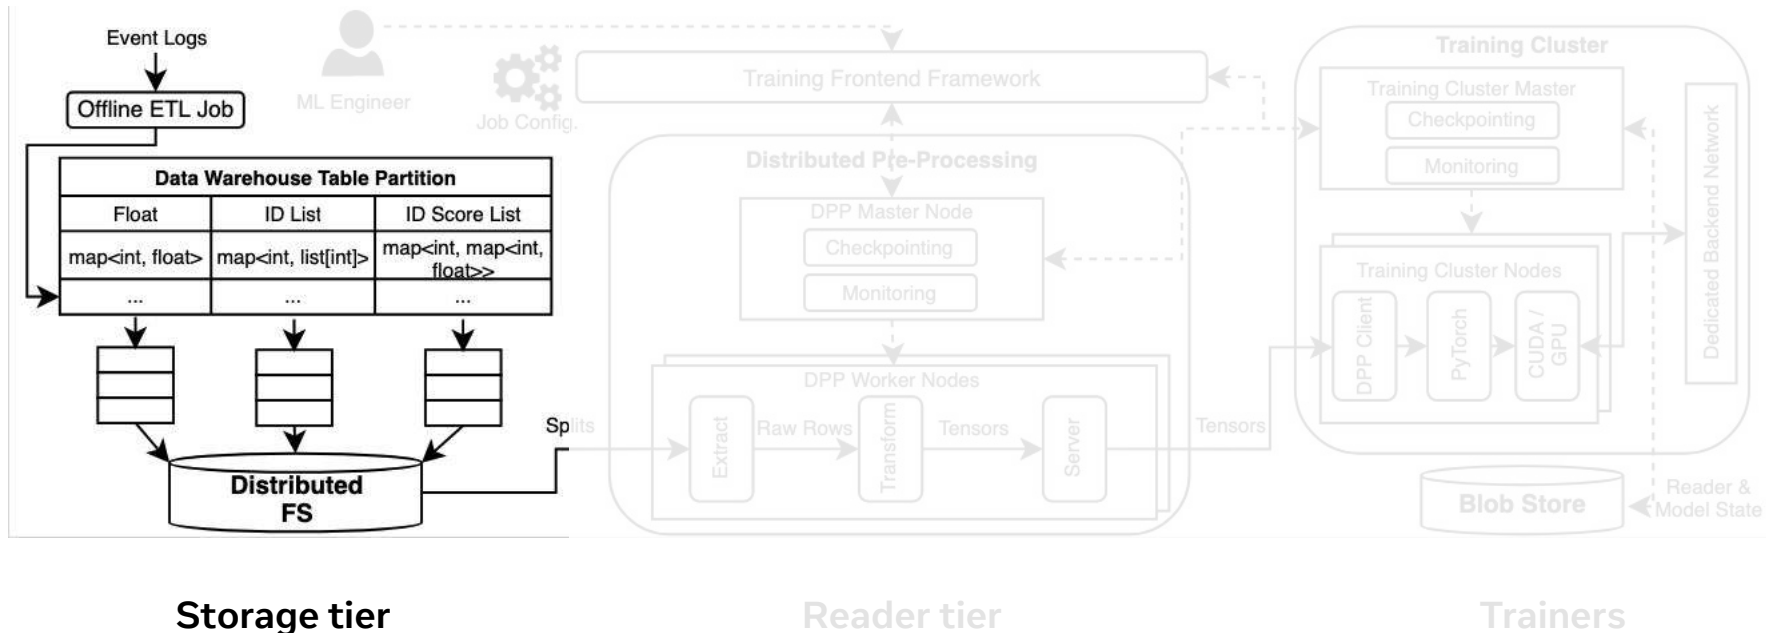 Event Logs
Offline ETL Job
Data Warehouse Table Partition
Float
ID List
ID Score List
map<int, float>
map<int, list[int]>
map<int, map<int,
float>>
...
...
...
Distributed
FS
Splits
Storage tier
ML Engineer
Job Config.
Training Frontend Framework
Distributed Pre-Processing
DPP Master Node
Checkpointing
Monitoring
DPP Worker Nodes
Extract
Raw Rows
Transform
Tensors
Server
Tensors
Reader tier
Training Cluster
Training Cluster Master
Checkpointing
Monitoring
Dedicated Backend Network
Training Cluster Nodes
DPP Client
PyTorch
CUDA /
GPU
Blob Store
Reader &
Model State
Trainers